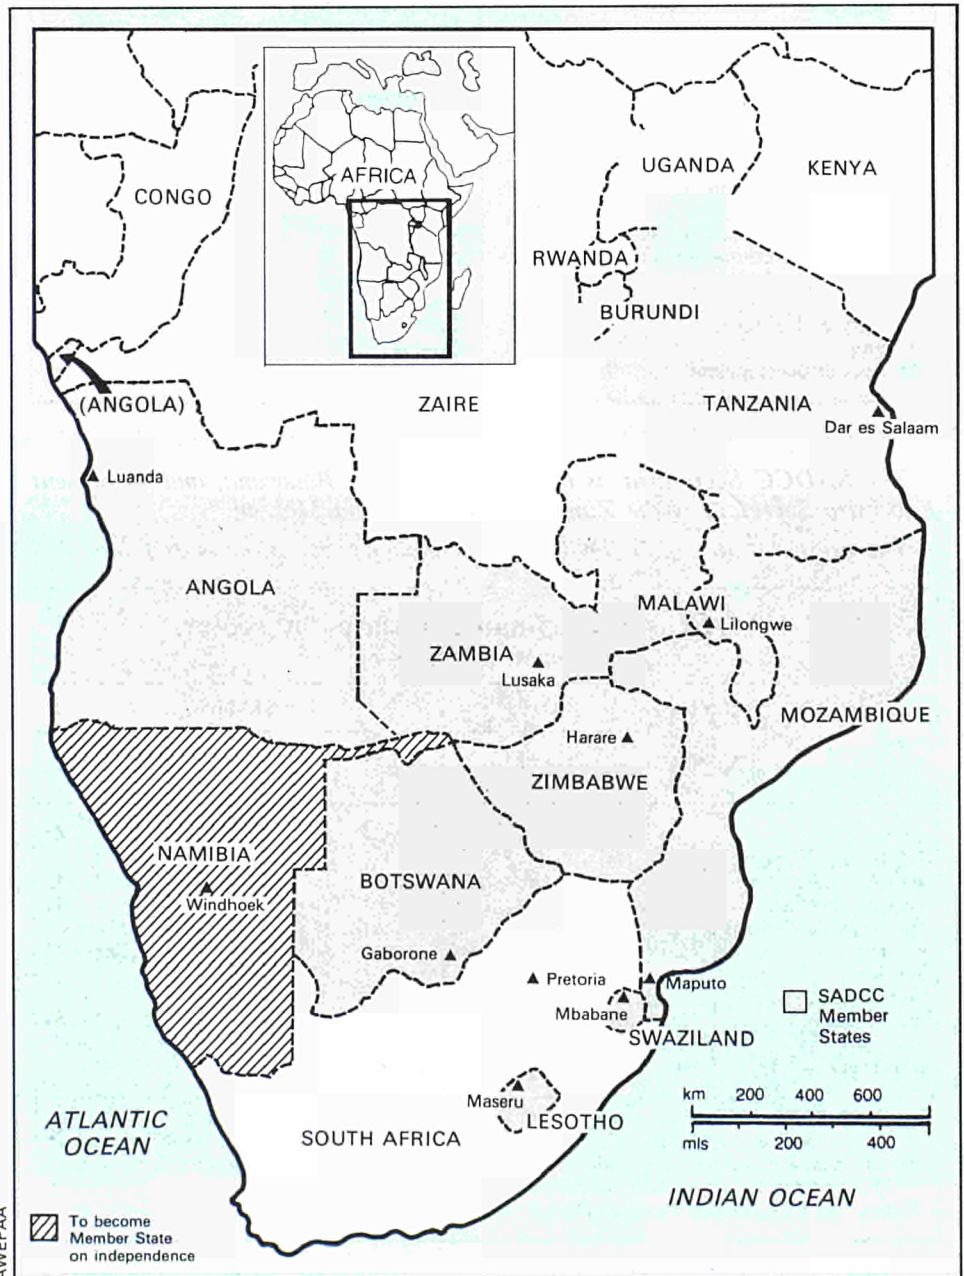 AFRICA
UGANDA
KENYA
CONGO
RWANDA
BURUNDI
(ANGOLA)
ZAIRE
TANZANIA
Dar es Salaam
Luanda
ANGOLA
MALAWI
Lilongwe
ZAMBIA
Lusaka
MOZAMBIQUE
Harare
ZIMBABWE
NAMIBIA
Windhoek
BOTSWANA
Gaborone
Pretoria
Maputo
Mbabane
SWAZILAND
SADCC
Member
States
Maseru
LESOTHO
km 200 400 600
mls 200 400
ATLANTIC
OCEAN
SOUTH AFRICA
INDIAN OCEAN
To become
Member State
on independence
AWEPAA